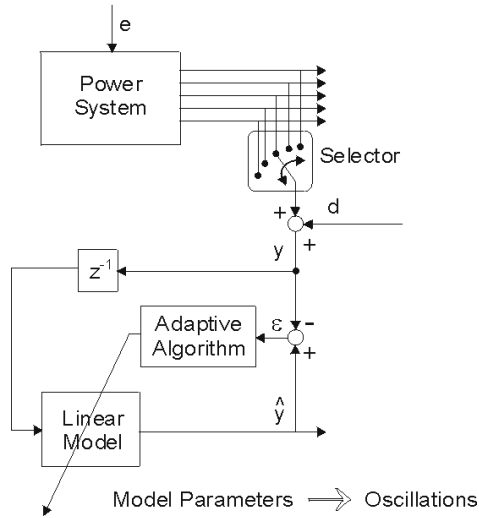 e
Power
System
Selector
+
d
y
+
z⁻¹
Adaptive
Algorithm
ε
-
+
Linear
Model
ŷ
Model Parameters ⇒ Oscillations